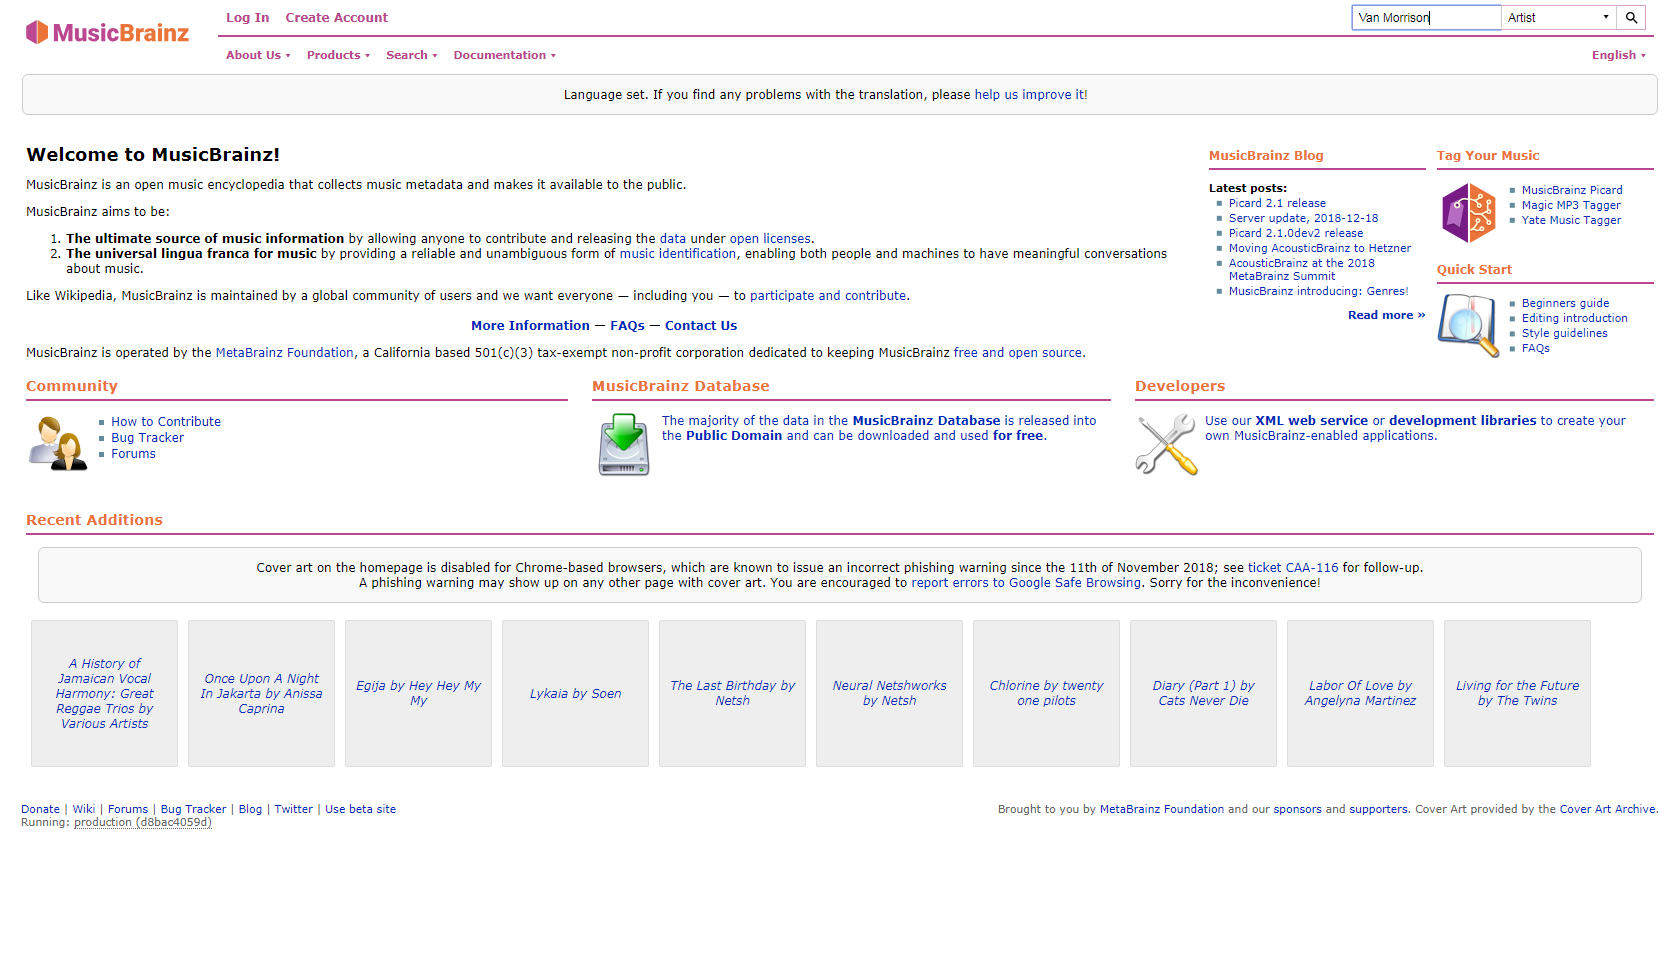 MusicBrainz
Log In Create Account
Van Morrison Artist
About Us Products Search Documentation English
Language set. If you find any problems with the translation, please help us improve it!
Welcome to MusicBrainz!
MusicBrainz is an open music encyclopedia that collects music metadata and makes it available to the public.
MusicBrainz aims to be:
1. The ultimate source of music information by allowing anyone to contribute and releasing the data under open licenses.
2. The universal lingua franca for music by providing a reliable and unambiguous form of music identification, enabling both people and machines to have meaningful conversations
about music.
Like Wikipedia, MusicBrainz is maintained by a global community of users and we want everyone — including you — to participate and contribute.
More Information — FAQs — Contact Us
MusicBrainz is operated by the MetaBrainz Foundation, a California based 501(c)(3) tax-exempt non-profit corporation dedicated to keeping MusicBrainz free and open source.
MusicBrainz Blog
Latest posts:
Picard 2.1 release
Server update, 2018-12-18
Picard 2.1.0dev2 release
Moving AcousticBrainz to Hetzner
AcousticBrainz at the 2018
MetaBrainz Summit
MusicBrainz introducing: Genres!
Read more »
Tag Your Music
MusicBrainz Picard
Magic MP3 Tagger
Yate Music Tagger
Quick Start
Beginners guide
Editing introduction
Style guidelines
FAQs
Community
How to Contribute
Bug Tracker
Forums
MusicBrainz Database
The majority of the data in the MusicBrainz Database is released into
the Public Domain and can be downloaded and used for free.
Developers
Use our XML web service or development libraries to create your
own MusicBrainz-enabled applications.
Recent Additions
Cover art on the homepage is disabled for Chrome-based browsers, which are known to issue an incorrect phishing warning since the 11th of November 2018; see ticket CAA-116 for follow-up.
A phishing warning may show up on any other page with cover art. You are encouraged to report errors to Google Safe Browsing. Sorry for the inconvenience!
A History of
Jamaican Vocal
Harmony: Great
Reggae Trios by
Various Artists
Once Upon A Night
In Jakarta by Anissa
Caprina
Egija by Hey Hey My
My
Lykaia by Soen
The Last Birthday by
Netsh
Neural Netshworks
by Netsh
Chlorine by twenty
one pilots
Diary (Part 1) by
Cats Never Die
Labor Of Love by
Angelyna Martinez
Living for the Future
by The Twins
Donate | Wiki | Forums | Bug Tracker | Blog | Twitter | Use beta site
Running: production (d8bac4059d)
Brought to you by MetaBrainz Foundation and our sponsors and supporters. Cover Art provided by the Cover Art Archive.